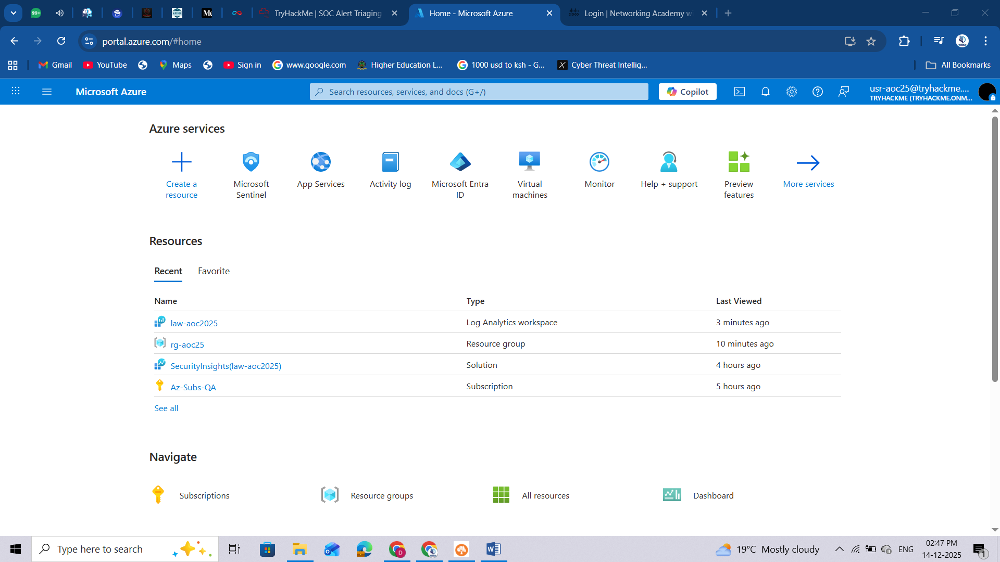 99+
TryHackMe | SOC Alert Triaging
Home - Microsoft Azure
Login | Networking Academy w
portal.azure.com/#home
Gmail
YouTube
Maps
Sign in
www.google.com
Higher Education L...
1000 usd to ksh - G...
Cyber Threat Intellig...
All Bookmarks
Microsoft Azure
Search resources, services, and docs (G+/)
Copilot
usr-aoc25@tryhackme....
TRYHACKME (TRYHACKME.ONM...
Azure services
Create a
resource
Microsoft
Sentinel
App Services
Activity log
Microsoft Entra
ID
Virtual
machines
Monitor
Help + support
Preview
features
More services
Resources
Recent
Favorite
Name
Type
Last Viewed
law-aoc2025
Log Analytics workspace
3 minutes ago
rg-aoc25
Resource group
10 minutes ago
SecurityInsights(law-aoc2025)
Solution
4 hours ago
Az-Subs-QA
Subscription
5 hours ago
See all
Navigate
Subscriptions
Resource groups
All resources
Dashboard
Type here to search
19°C Mostly cloudy
ENG
02:47 PM
14-12-2025
1